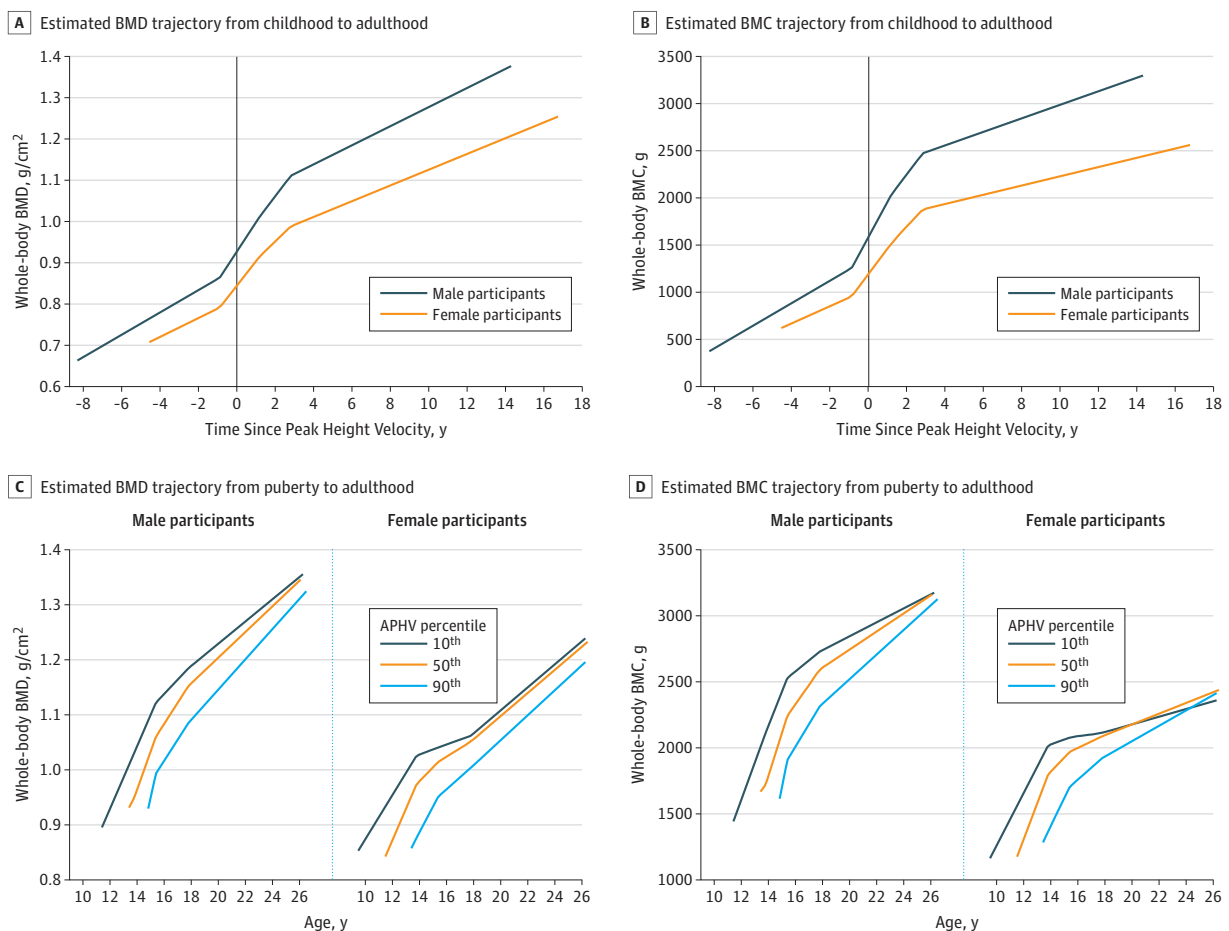 A Estimated BMD trajectory from childhood to adulthood
1.4
1.3
1.2
1.1
1.0
0.9
0.8
0.7
0.6
Whole-body BMD, g/cm²
Male participants
Female participants
-8 -6 -4 -2 0 2 4 6 8 10 12 14 16 18
Time Since Peak Height Velocity, y
B Estimated BMC trajectory from childhood to adulthood
3500
3000
2500
2000
1500
1000
500
0
Whole-body BMC, g
Male participants
Female participants
-8 -6 -4 -2 0 2 4 6 8 10 12 14 16 18
Time Since Peak Height Velocity, y
C Estimated BMD trajectory from puberty to adulthood
Male participants Female participants
1.4
1.3
1.2
1.1
1.0
0.9
0.8
Whole-body BMD, g/cm²
APHV percentile
10th
50th
90th
10 12 14 16 18 20 22 24 26 10 12 14 16 18 20 22 24 26
Age, y
D Estimated BMC trajectory from puberty to adulthood
Male participants Female participants
3500
3000
2500
2000
1500
1000
Whole-body BMC, g
APHV percentile
10th
50th
90th
10 12 14 16 18 20 22 24 26 10 12 14 16 18 20 22 24 26
Age, y